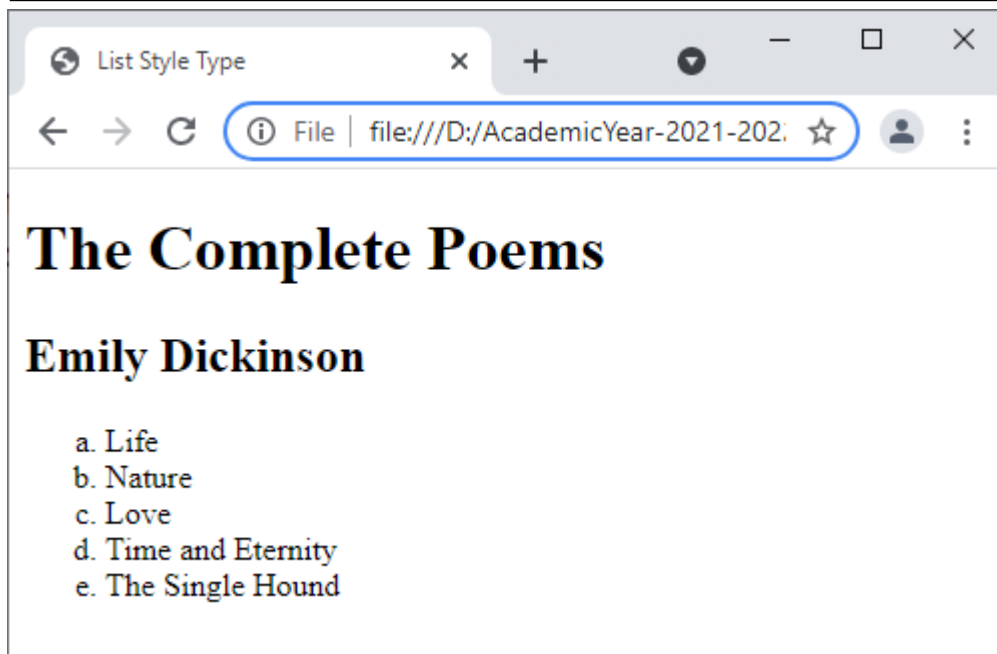 List Style Type
File | file:///D:/AcademicYear-2021-202
The Complete Poems
Emily Dickinson
a. Life
b. Nature
c. Love
d. Time and Eternity
e. The Single Hound